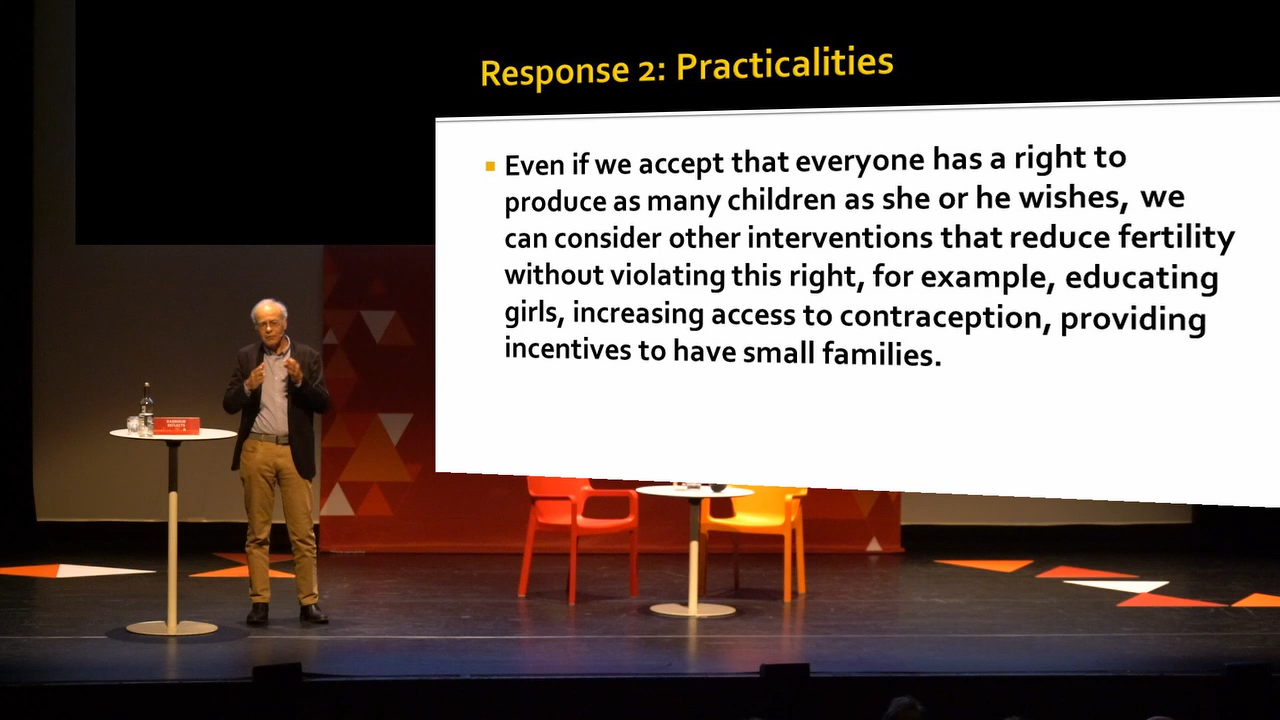 Response 2: Practicalities
Even if we accept that everyone has a right to
produce as many children as she or he wishes, we
can consider other interventions that reduce fertility
without violating this right, for example, educating
girls, increasing access to contraception, providing
incentives to have small families.
RADBOUD
REFLECTS